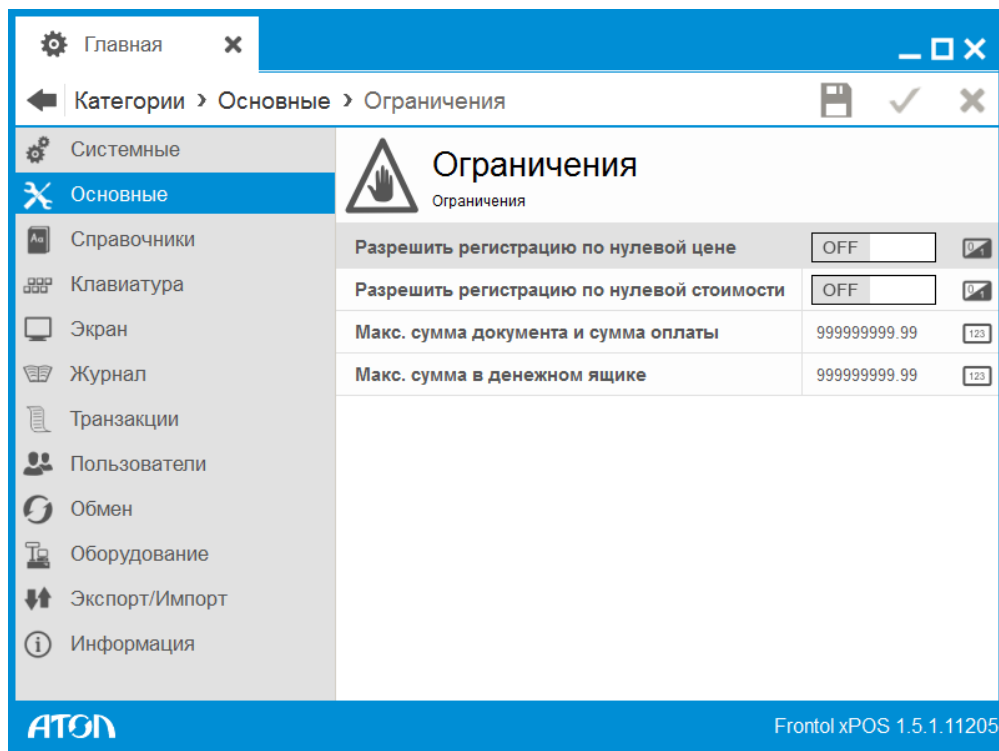 Главная
Категории > Основные > Ограничения
Системные
Основные
Справочники
Клавиатура
Экран
Журнал
Транзакции
Пользователи
Обмен
Оборудование
Экспорт/Импорт
Информация
Ограничения
Ограничения
Разрешить регистрацию по нулевой цене OFF
Разрешить регистрацию по нулевой стоимости OFF
Макс. сумма документа и сумма оплаты 999999999.99 123
Макс. сумма в денежном ящике 999999999.99 123
АТОЛ Frontol xPOS 1.5.1.11205